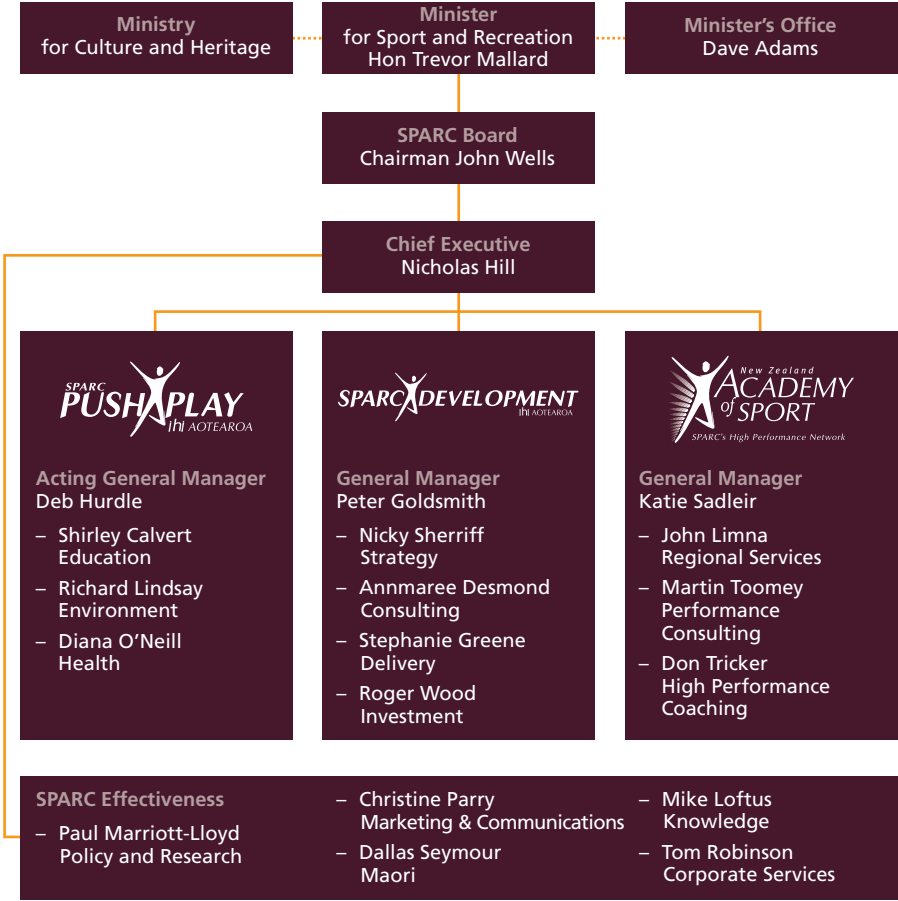 Ministry
for Culture and Heritage
Minister
for Sport and Recreation
Hon Trevor Mallard
Minister’s Office
Dave Adams
SPARC Board
Chairman John Wells
Chief Executive
Nicholas Hill
SPARC
PUSH PLAY
ihi AOTEAROA
Acting General Manager
Deb Hurdle
– Shirley Calvert
Education
– Richard Lindsay
Environment
– Diana O’Neill
Health
SPARC DEVELOPMENT
ihi AOTEAROA
General Manager
Peter Goldsmith
– Nicky Sherriff
Strategy
– Annmaree Desmond
Consulting
– Stephanie Greene
Delivery
– Roger Wood
Investment
New Zealand
ACADEMY
of SPORT
SPARC's High Performance Network
General Manager
Katie Sadleir
– John Limna
Regional Services
– Martin Toomey
Performance
Consulting
– Don Tricker
High Performance
Coaching
SPARC Effectiveness
– Paul Marriott-Lloyd
Policy and Research
– Christine Parry
Marketing & Communications
– Dallas Seymour
Maori
– Mike Loftus
Knowledge
– Tom Robinson
Corporate Services